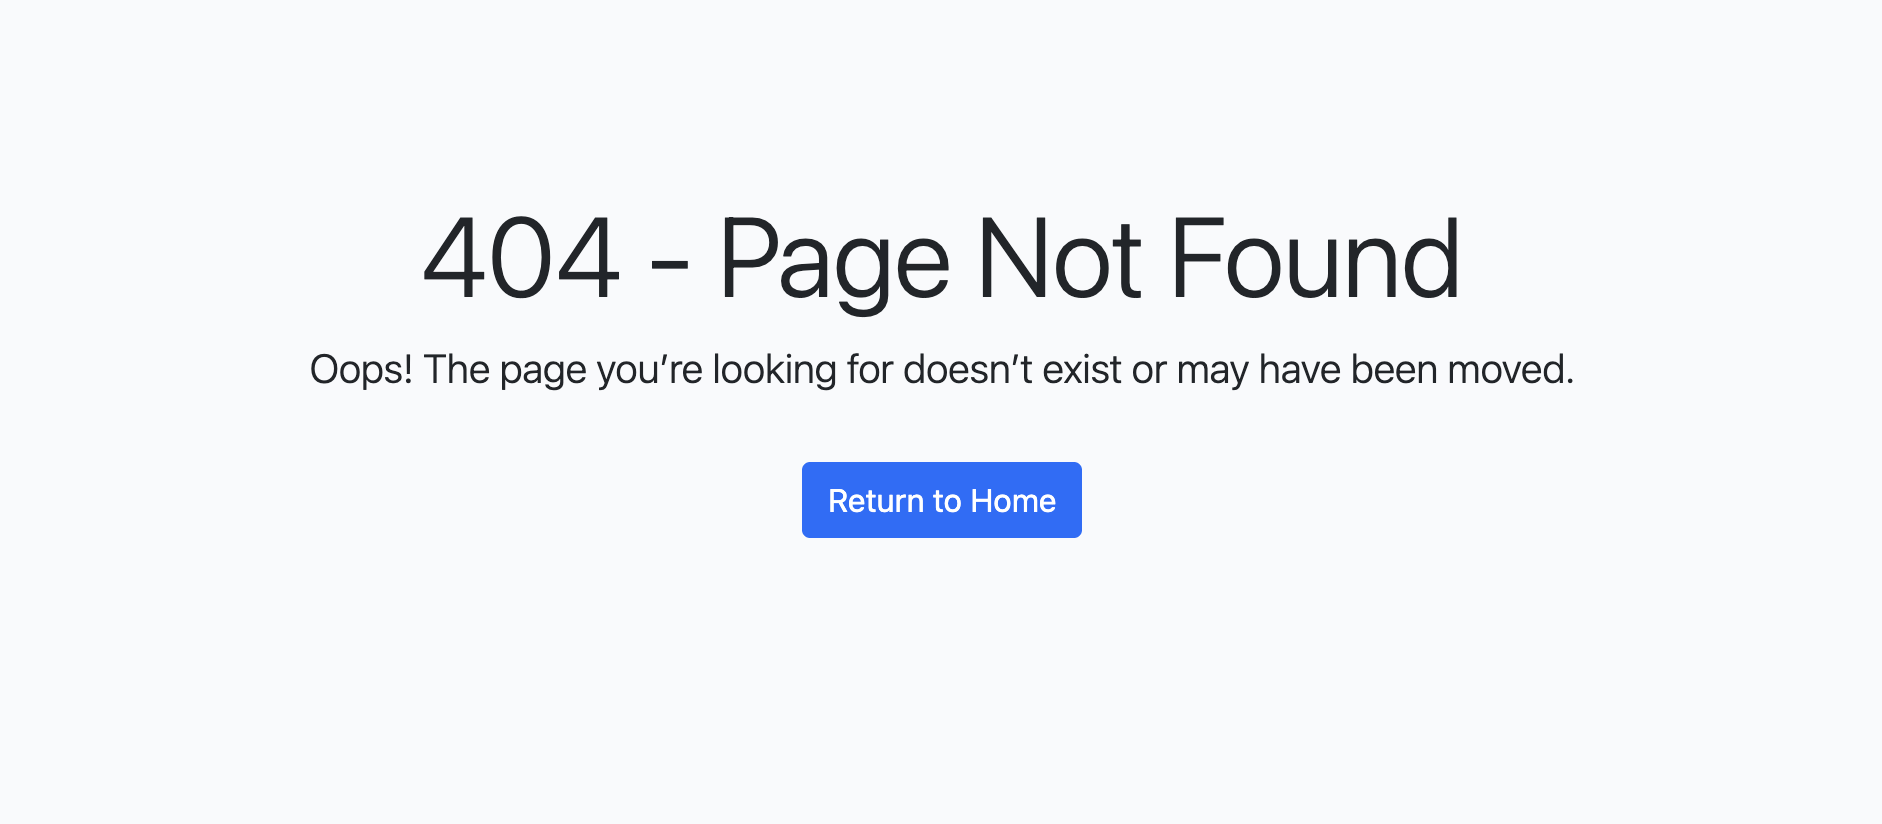 404 - Page Not Found
Oops! The page you’re looking for doesn’t exist or may have been moved.
Return to Home